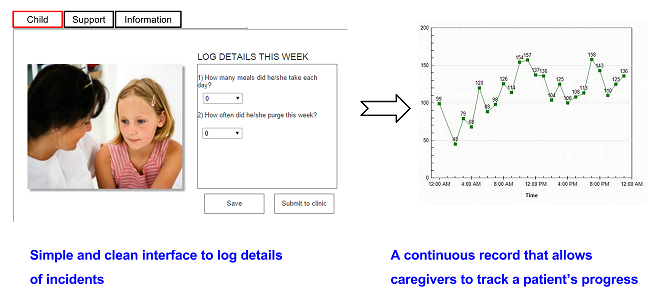 Child Support Information
LOG DETAILS THIS WEEK
1) How many meals did he/she take each
day?
0
2) How often did he/she purge this week?
0
Save Submit to clinic
200
150
100
50
0
99 45 79 68 120 88 98 126 114 154 157 137 136 104 125 100 108 113 158 143 110 125 136
12:00 AM 4:00 AM 8:00 AM 12:00 PM 4:00 PM 8:00 PM 12:00 AM
Time
Simple and clean interface to log details
of incidents
A continuous record that allows
caregivers to track a patient's progress